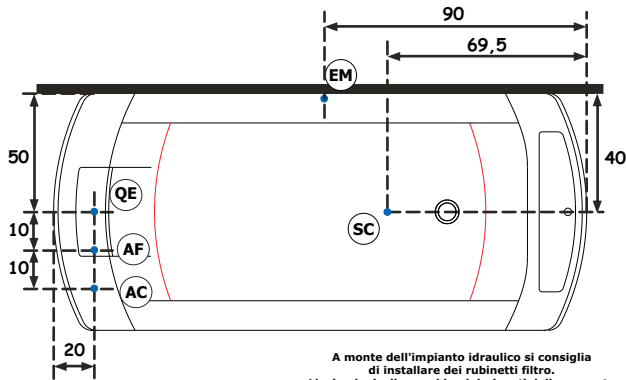 90
69,5
EM
50
40
QE
SC
10
AF
10
AC
20
A monte dell'impianto idraulico si consiglia
di installare dei rubinetti filtro.